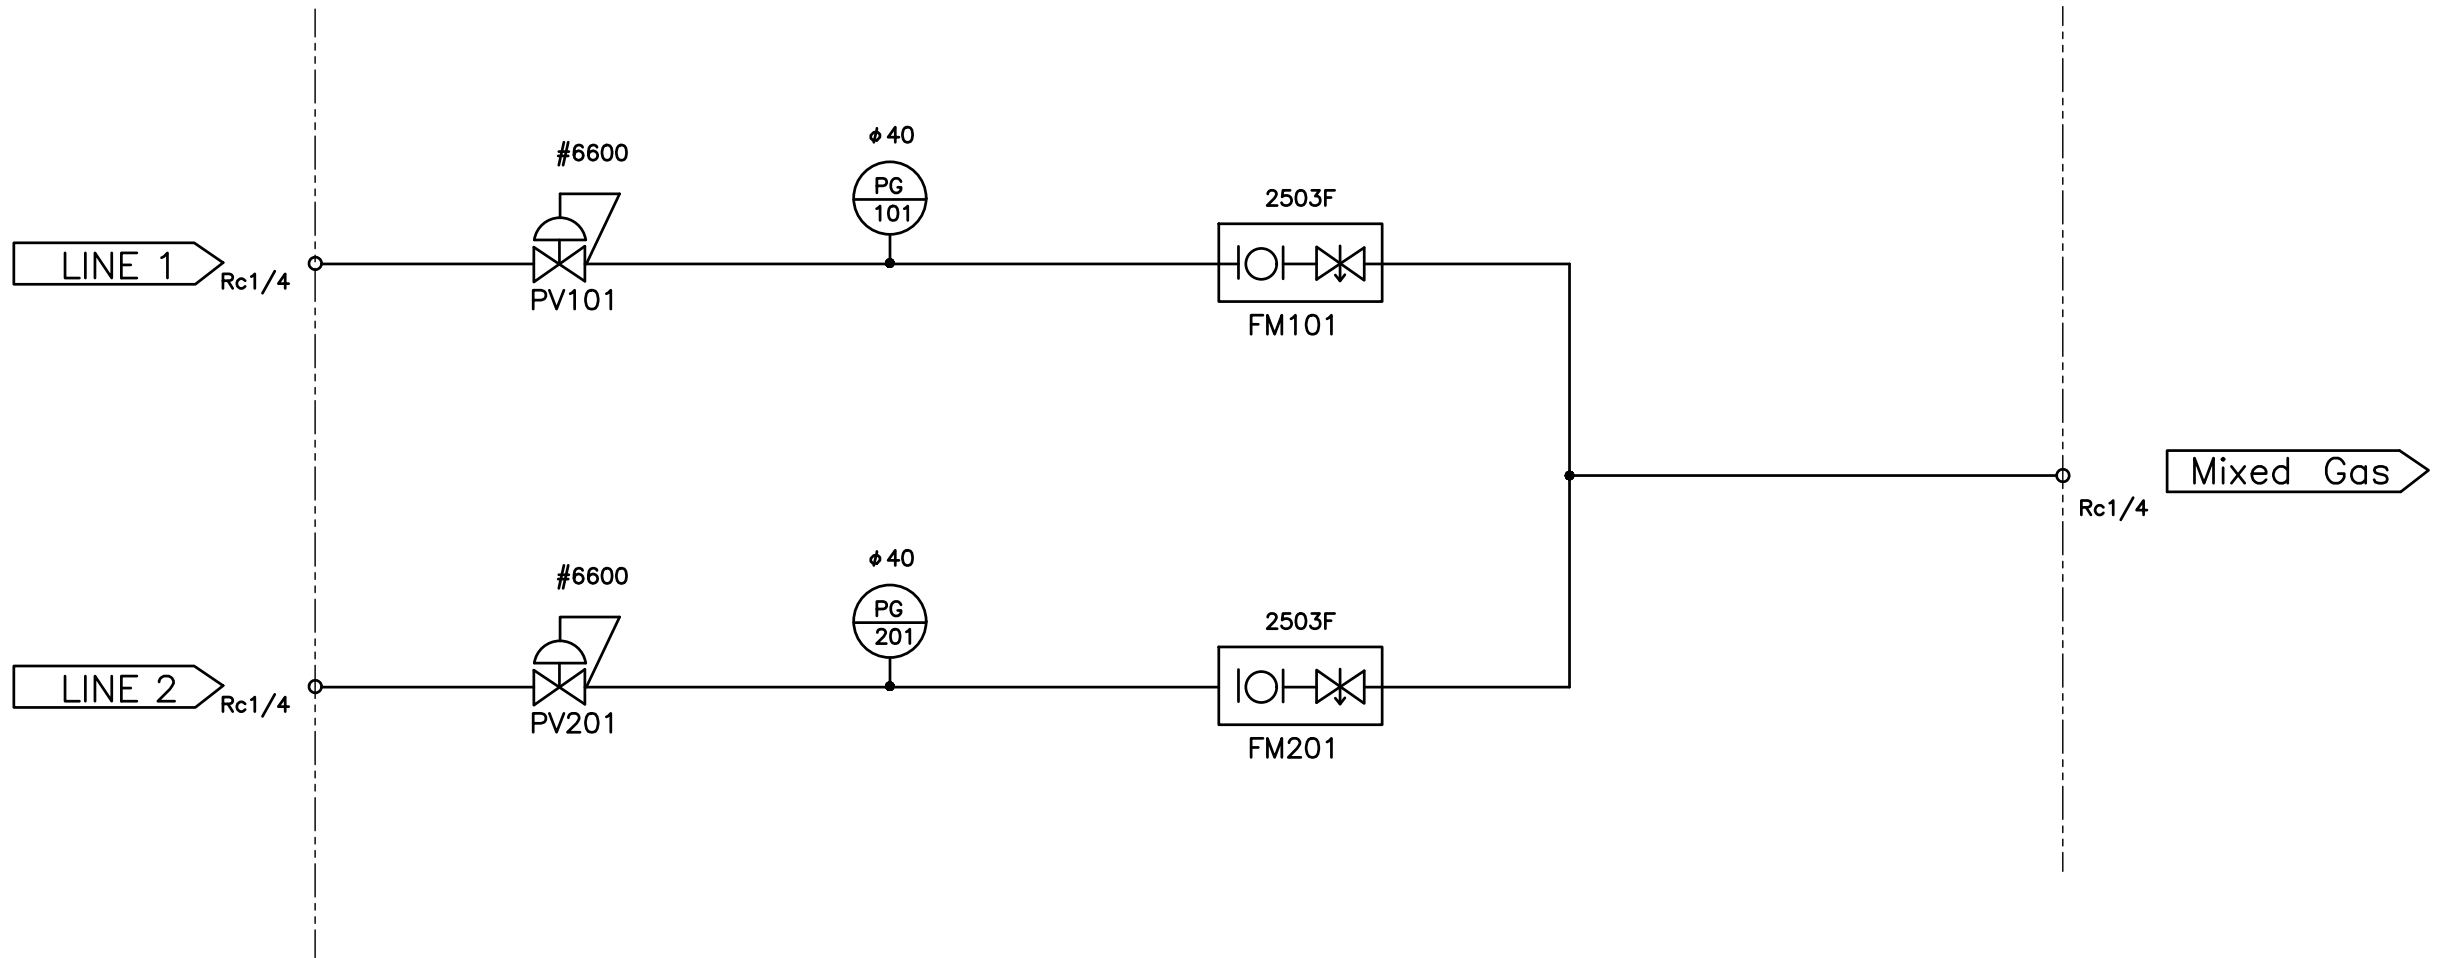 ϕ40
#6600
PG
101
2503F
LINE 1
Rc1/4
PV101
FM101
Mixed Gas
Rc1/4
ϕ40
#6600
PG
201
2503F
LINE 2
Rc1/4
PV201
FM201